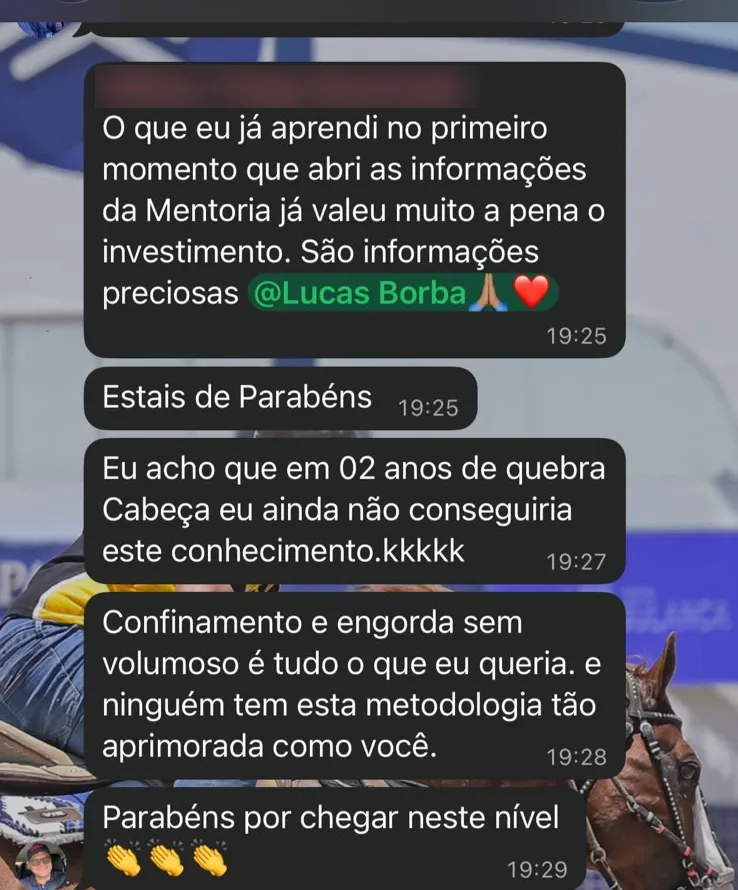 O que eu já aprendi no primeiro
momento que abri as informações
da Mentoria já valeu muito a pena o
investimento. São informações
preciosas @Lucas Borba🙏🏽❤️
19:25
Estais de Parabéns 19:25
Eu acho que em 02 anos de quebra
Cabeça eu ainda não conseguiria
este conhecimento.kkkkk
19:27
Confinamento e engorda sem
volumoso é tudo o que eu queria. e
ninguém tem esta metodologia tão
aprimorada como você.
19:28
Parabéns por chegar neste nível
👏👏👏
19:29